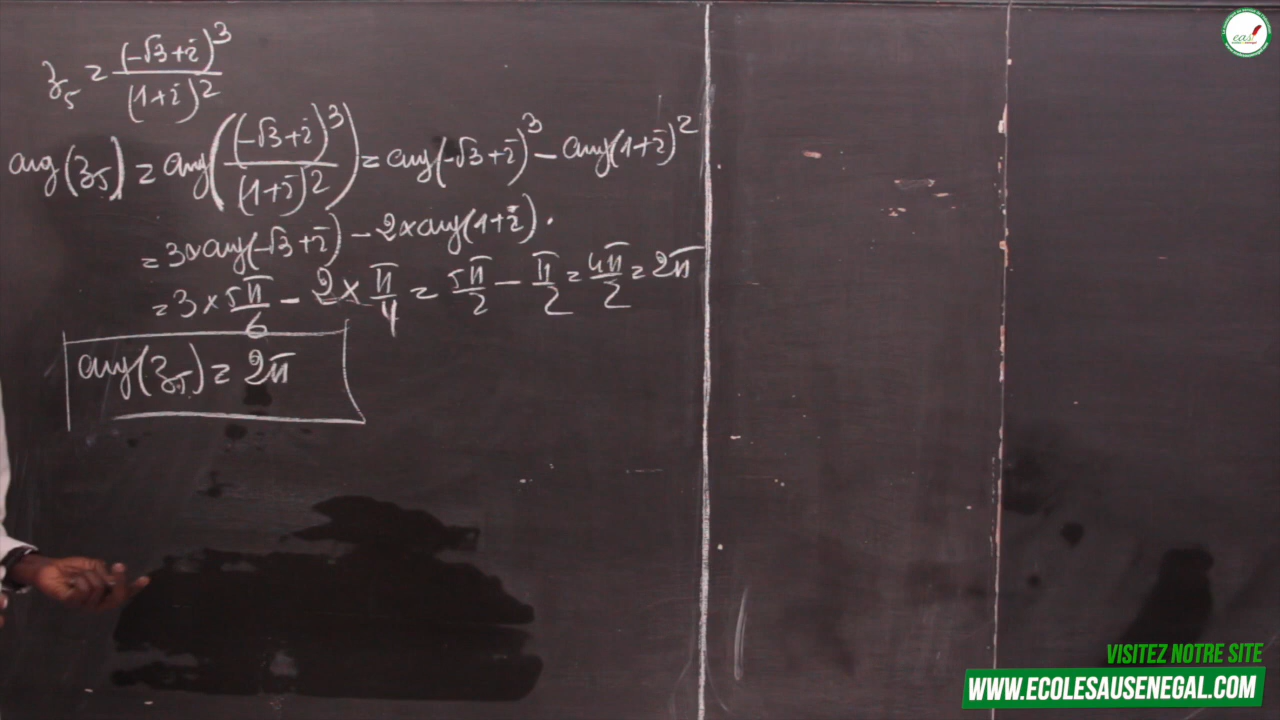 z₅ = (-√3+i)³ / (1+i)²
arg(z₅) = arg((-√3+i)³ / (1+i)²) = arg(-√3+i)³ - arg(1+i)²
= 3×arg(-√3+i) - 2×arg(1+i).
= 3 × 5π/6 - 2 × π/4 = 5π/2 - π/2 = 4π/2 = 2π
arg(z₅) = 2π
eas!
VISITEZ NOTRE SITE
WWW.ECOLESAUSENEGAL.COM